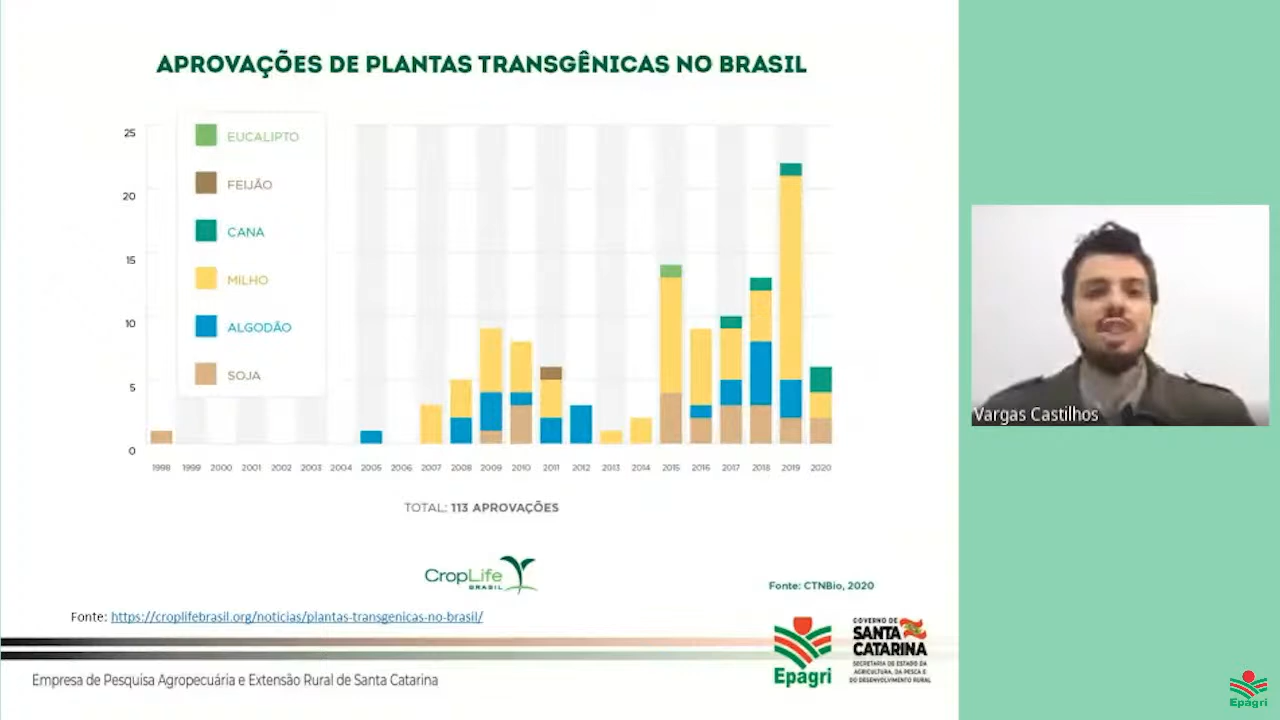 APROVAÇÕES DE PLANTAS TRANSGÊNICAS NO BRASIL
25
20
15
10
5
0
EUCALIPTO
FEIJÃO
CANA
MILHO
ALGODÃO
SOJA
1998 1999 2000 2001 2002 2003 2004 2005 2006 2007 2008 2009 2010 2011 2012 2013 2014 2015 2016 2017 2018 2019 2020
TOTAL: 113 APROVAÇÕES
CropLife
BRASIL
Fonte: CTNBio, 2020
Fonte: https://croplifebrasil.org/noticias/plantas-transgenicas-no-brasil/
Epagri
GOVERNO DE
SANTA
CATARINA
SECRETARIA DE ESTADO DA
AGRICULTURA, DA PESCA E
DO DESENVOLVIMENTO RURAL
Empresa de Pesquisa Agropecuária e Extensão Rural de Santa Catarina
Vargas Castilhos
Epagri